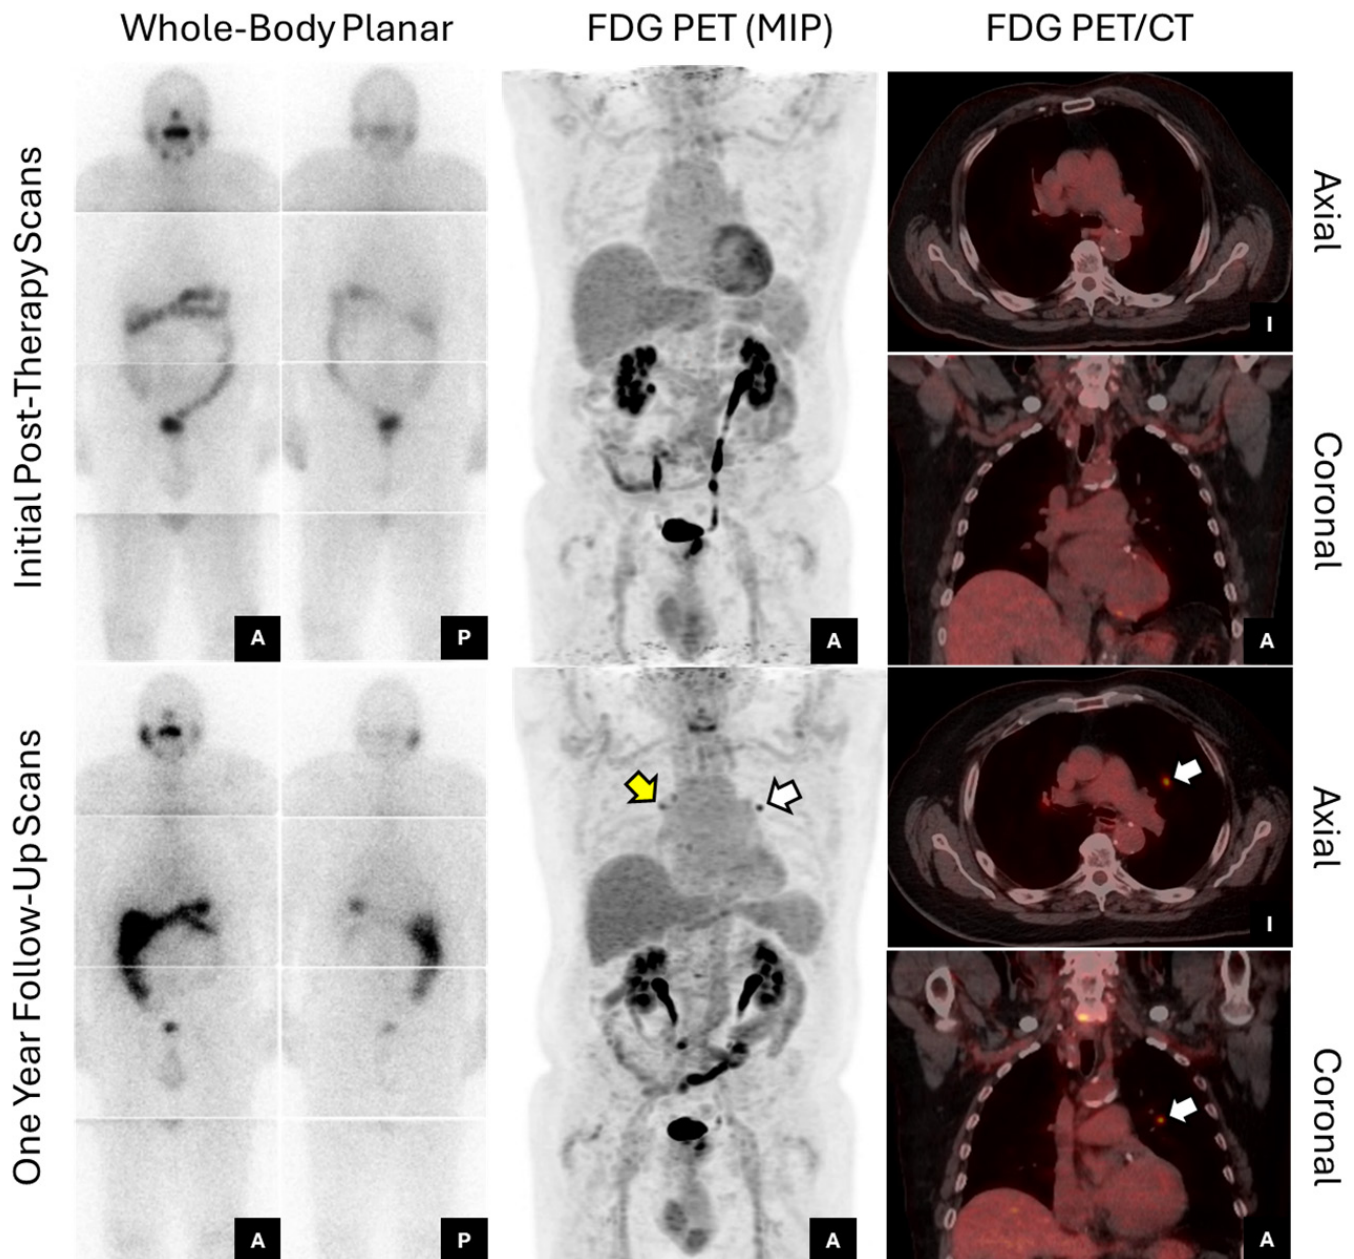 Whole-Body Planar
FDG PET (MIP)
FDG PET/CT
Initial Post-Therapy Scans
A
P
A
I
Axial
A
Coronal
One Year Follow-Up Scans
A
P
A
I
Axial
A
Coronal